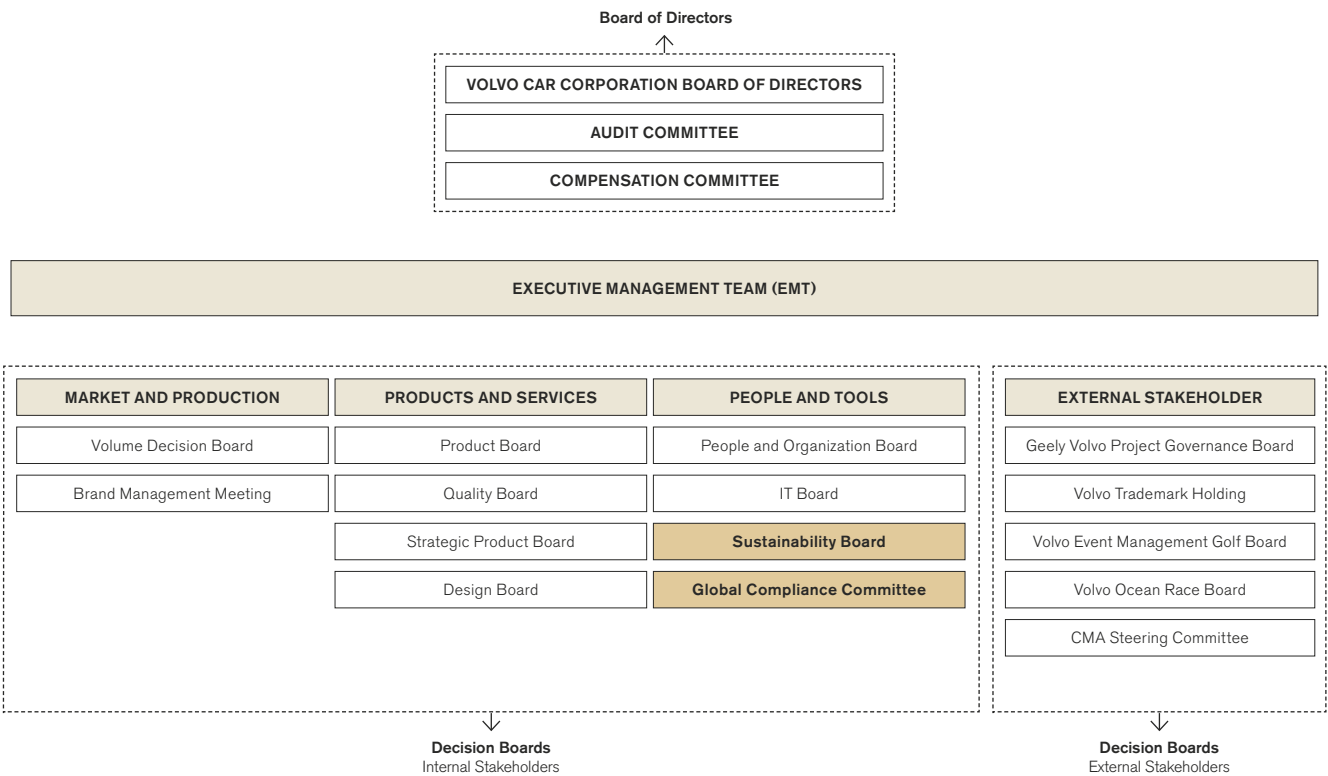 Board of Directors
VOLVO CAR CORPORATION BOARD OF DIRECTORS
AUDIT COMMITTEE
COMPENSATION COMMITTEE
EXECUTIVE MANAGEMENT TEAM (EMT)
MARKET AND PRODUCTION
Volume Decision Board
Brand Management Meeting
PRODUCTS AND SERVICES
Product Board
Quality Board
Strategic Product Board
Design Board
PEOPLE AND TOOLS
People and Organization Board
IT Board
Sustainability Board
Global Compliance Committee
Decision Boards
Internal Stakeholders
EXTERNAL STAKEHOLDER
Geely Volvo Project Governance Board
Volvo Trademark Holding
Volvo Event Management Golf Board
Volvo Ocean Race Board
CMA Steering Committee
Decision Boards
External Stakeholders